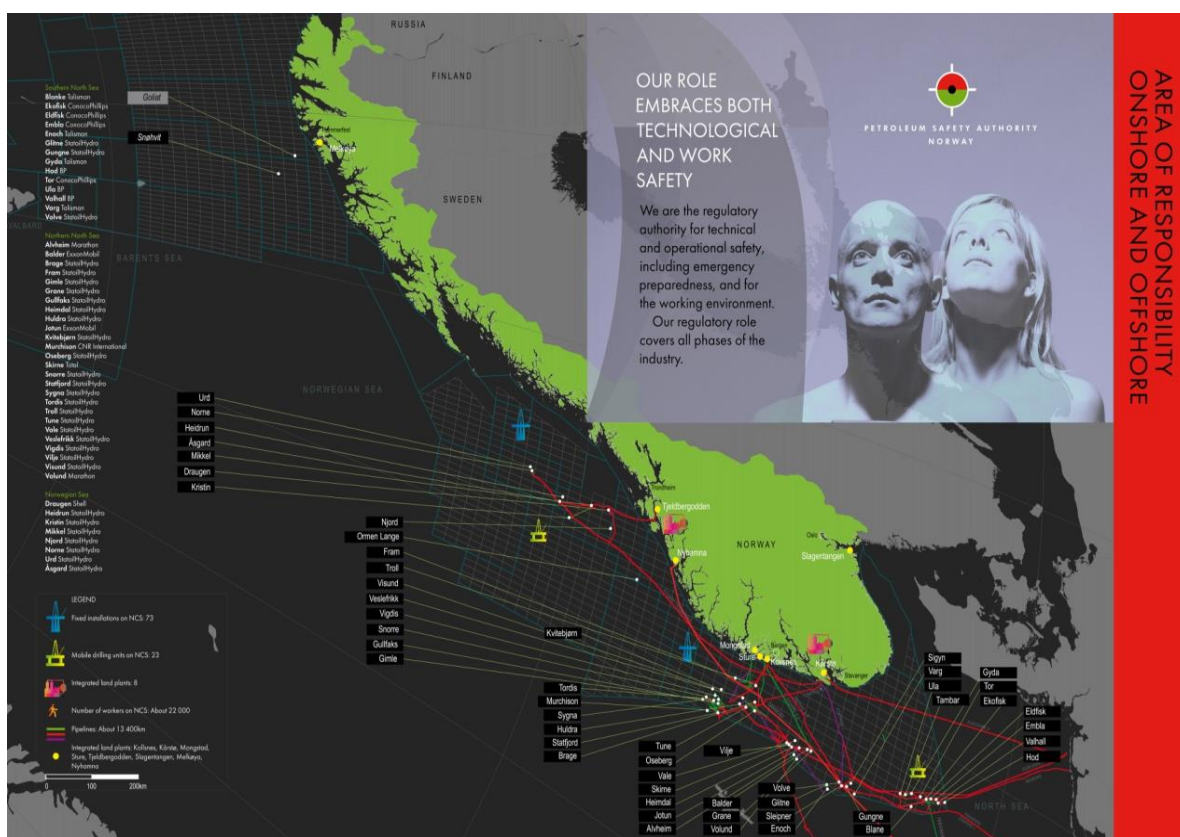 RUSSIA
FINLAND
SWEDEN
NORWAY
BARENTS SEA
NORWEGIAN SEA
NORTH SEA
OUR ROLE
EMBRACES BOTH
TECHNOLOGICAL
AND WORK
SAFETY
We are the regulatory
authority for technical
and operational safety,
including emergency
preparedness, and for
the working environment.
Our regulatory role
covers all phases of the
industry.
PETROLEUM SAFETY AUTHORITY
NORWAY
AREA OF RESPONSIBILITY
ONSHORE AND OFFSHORE
Southern North Sea
Blanke Talisman
Ekofisk ConocoPhillips
Eldfisk ConocoPhillips
Embla ConocoPhillips
Enoch Talisman
Glitne StatoilHydro
Gungne StatoilHydro
Gyda Talisman
Hod BP
Tor ConocoPhillips
Ula BP
Valhall BP
Varg Talisman
Volve StatoilHydro
Northern North Sea
Alvheim Marathon
Balder ExxonMobil
Brage StatoilHydro
Fram StatoilHydro
Gimle StatoilHydro
Grane StatoilHydro
Gullfaks StatoilHydro
Heimdal StatoilHydro
Huldra StatoilHydro
Jotun ExxonMobil
Kvitebjørn StatoilHydro
Murchison CNR International
Oseberg StatoilHydro
Skirne Total
Snorre StatoilHydro
Statfjord StatoilHydro
Sygna StatoilHydro
Tordis StatoilHydro
Troll StatoilHydro
Tune StatoilHydro
Vale StatoilHydro
Veslefrikk StatoilHydro
Vigdis StatoilHydro
Vilje StatoilHydro
Visund StatoilHydro
Volund Marathon
Norwegian Sea
Draugen Shell
Heidrun StatoilHydro
Kristin StatoilHydro
Mikkel StatoilHydro
Njord StatoilHydro
Norne StatoilHydro
Urd StatoilHydro
Åsgard StatoilHydro
LEGEND
Fixed installations on NCS: 73
Mobile drilling units on NCS: 23
Integrated land plants: 8
Number of workers on NCS: About 22 000
Pipelines: About 13 400km
Integrated land plants: Kollsnes, Kårstø, Mongstad,
Sture, Tjeldbergodden, Slagentangen, Melkøya,
Nyhamna
0 100 200km
Goliat
Snøhvit
Hammerfest
Melkøya
Urd
Norne
Heidrun
Åsgard
Mikkel
Draugen
Kristin
Njord
Ormen Lange
Fram
Troll
Visund
Veslefrikk
Vigdis
Snorre
Gullfaks
Gimle
Kvitebjørn
Tordis
Murchison
Sygna
Huldra
Statfjord
Brage
Tune
Oseberg
Vale
Skirne
Heimdal
Jotun
Alvheim
Vilje
Balder
Grane
Volund
Volve
Glitne
Sleipner
Enoch
Gungne
Blane
Sigyn
Varg
Ula
Tambar
Gyda
Tor
Ekofisk
Eldfisk
Embla
Valhall
Hod
Trondheim
Tjeldbergodden
Nyhamna
Oslo
Slagentangen
Mongstad
Bergen
Sture
Kollsnes
Kårstø
Stavanger